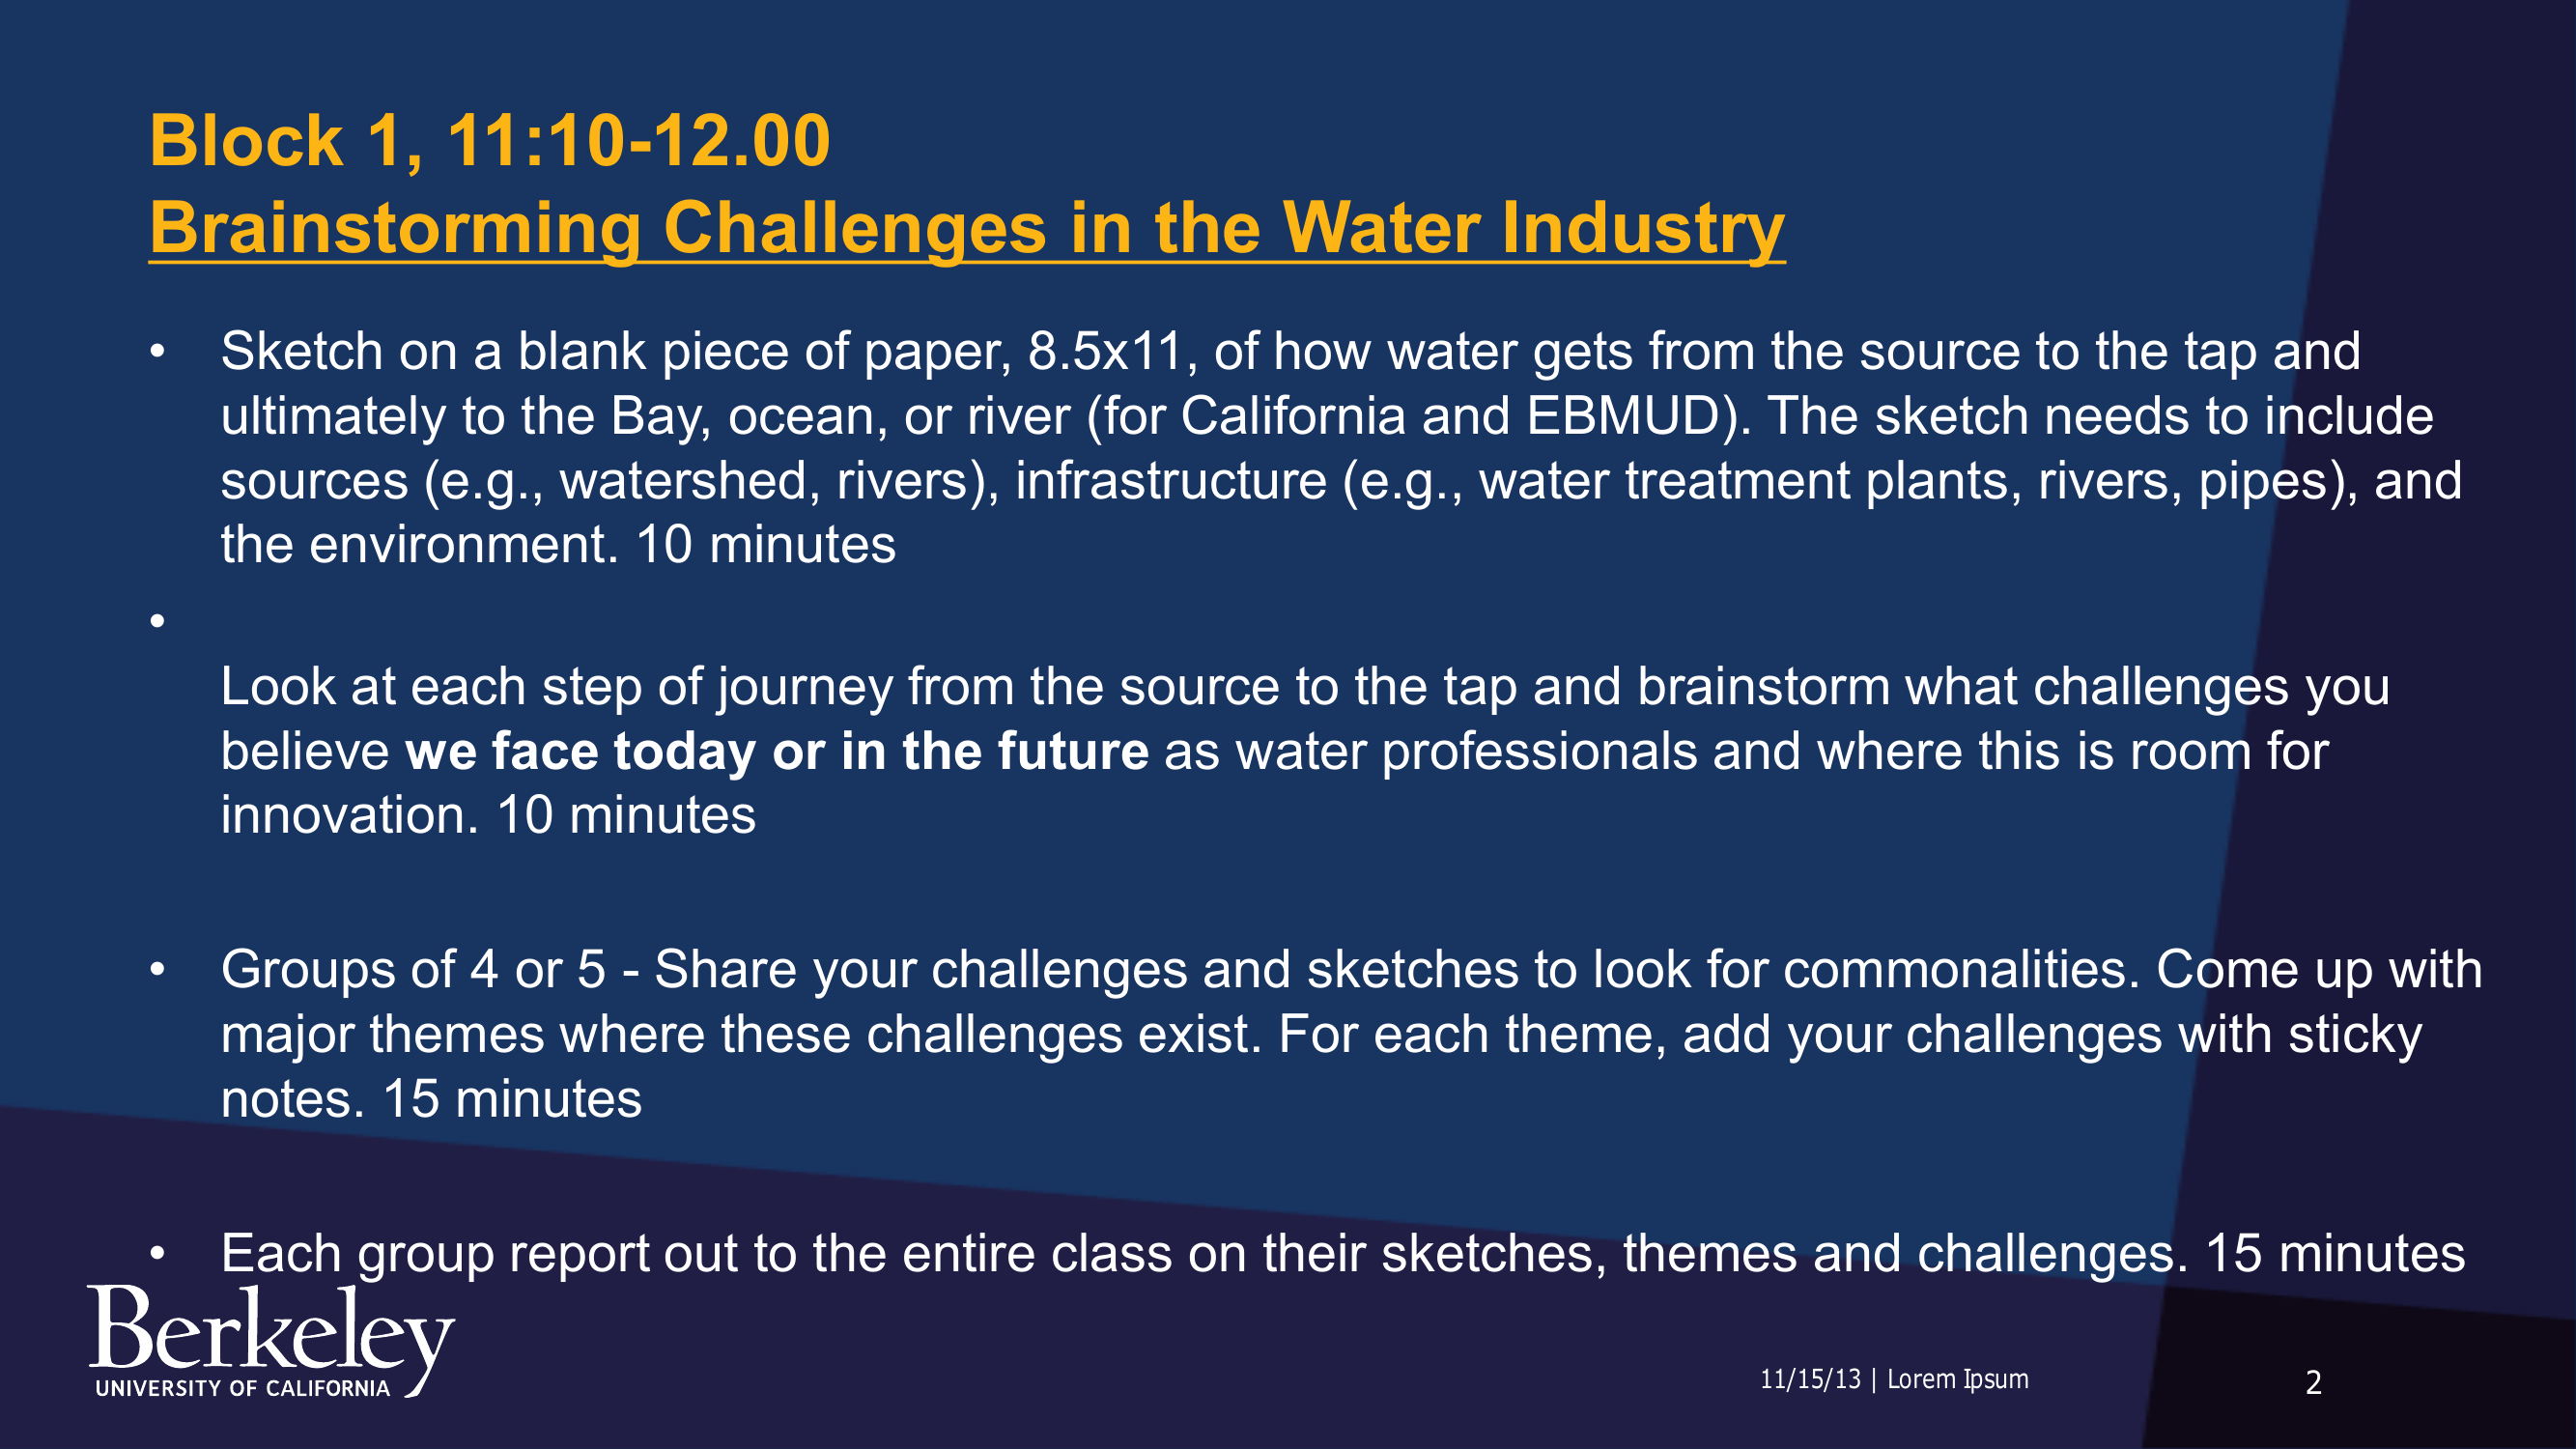 Block 1, 11:10-12.00
Brainstorming Challenges in the Water Industry
• Sketch on a blank piece of paper, 8.5x11, of how water gets from the source to the tap and
ultimately to the Bay, ocean, or river (for California and EBMUD). The sketch needs to include
sources (e.g., watershed, rivers), infrastructure (e.g., water treatment plants, rivers, pipes), and
the environment. 10 minutes
•
Look at each step of journey from the source to the tap and brainstorm what challenges you
believe we face today or in the future as water professionals and where this is room for
innovation. 10 minutes
• Groups of 4 or 5 - Share your challenges and sketches to look for commonalities. Come up with
major themes where these challenges exist. For each theme, add your challenges with sticky
notes. 15 minutes
• Each group report out to the entire class on their sketches, themes and challenges. 15 minutes
Berkeley
UNIVERSITY OF CALIFORNIA
11/15/13 | Lorem Ipsum
2